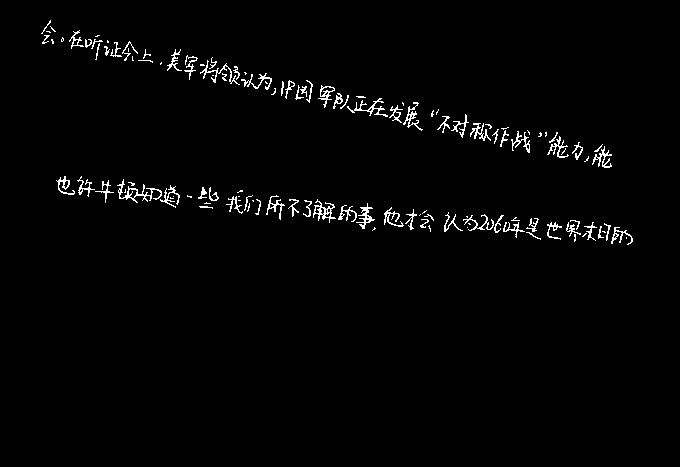 会。在听证会上，美军将领认为，中国军队正在发展“不对称作战”能力，能
也许牛顿知道一些我们所不了解的事，他才会认为2060年是世界末日的